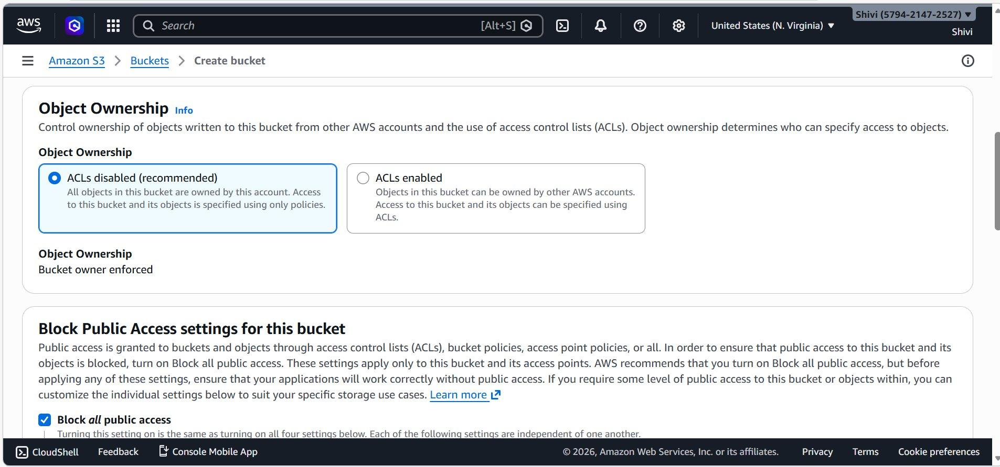 aws
Search [Alt+S]
United States (N. Virginia)
Shivi (5794-2147-2527)
Shivi
Amazon S3 > Buckets > Create bucket
Object Ownership Info
Control ownership of objects written to this bucket from other AWS accounts and the use of access control lists (ACLs). Object ownership determines who can specify access to objects.
Object Ownership
ACLs disabled (recommended)
All objects in this bucket are owned by this account. Access
to this bucket and its objects is specified using only policies.
ACLs enabled
Objects in this bucket can be owned by other AWS accounts.
Access to this bucket and its objects can be specified using
ACLs.
Object Ownership
Bucket owner enforced
Block Public Access settings for this bucket
Public access is granted to buckets and objects through access control lists (ACLs), bucket policies, access point policies, or all. In order to ensure that public access to this bucket and its
objects is blocked, turn on Block all public access. These settings apply only to this bucket and its access points. AWS recommends that you turn on Block all public access, but before
applying any of these settings, ensure that your applications will work correctly without public access. If you require some level of public access to this bucket or objects within, you can
customize the individual settings below to suit your specific storage use cases. Learn more
Block all public access
Turning this setting on is the same as turning on all four settings below. Each of the following settings are independent of one another.
CloudShell Feedback Console Mobile App © 2026, Amazon Web Services, Inc. or its affiliates. Privacy Terms Cookie preferences